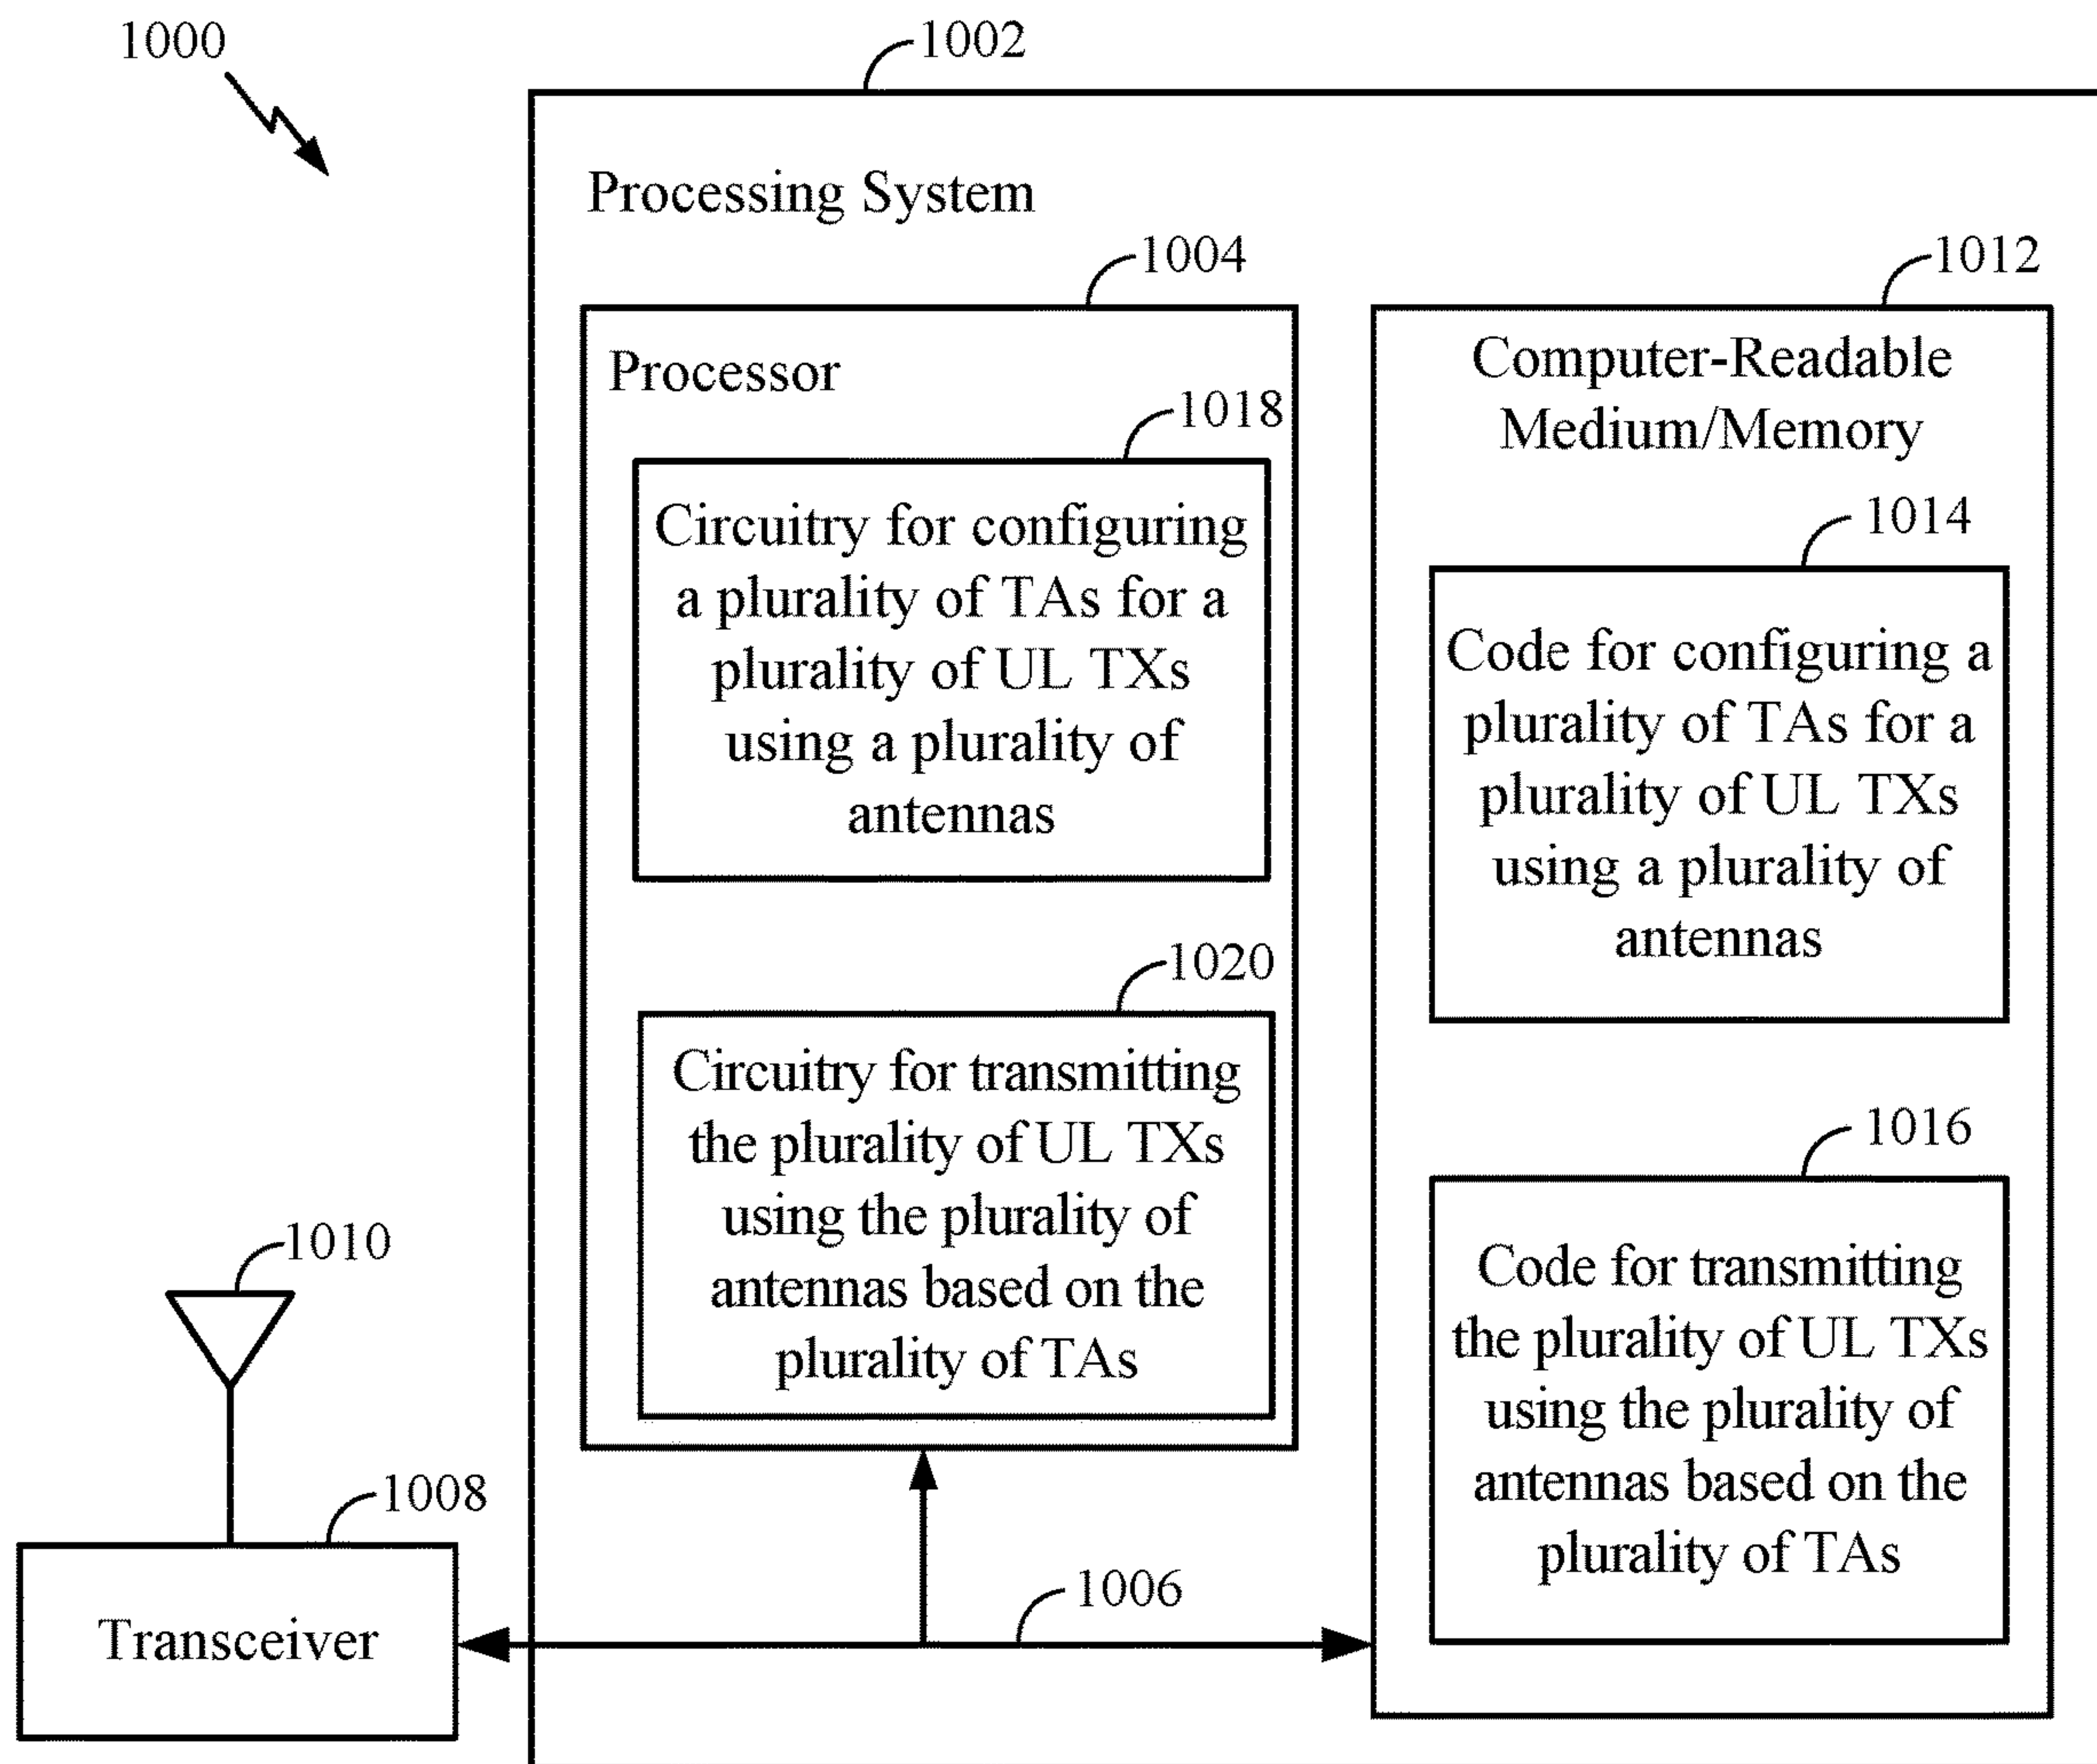 1000
1002
Processing System
1004
Processor
1018
Circuitry for configuring
a plurality of TAs for a
plurality of UL TXs
using a plurality of
antennas
1020
Circuitry for transmitting
the plurality of UL TXs
using the plurality of
antennas based on the
plurality of TAs
1012
Computer-Readable
Medium/Memory
1014
Code for configuring a
plurality of TAs for a
plurality of UL TXs
using a plurality of
antennas
1016
Code for transmitting
the plurality of UL TXs
using the plurality of
antennas based on the
plurality of TAs
1010
1008
Transceiver
1006